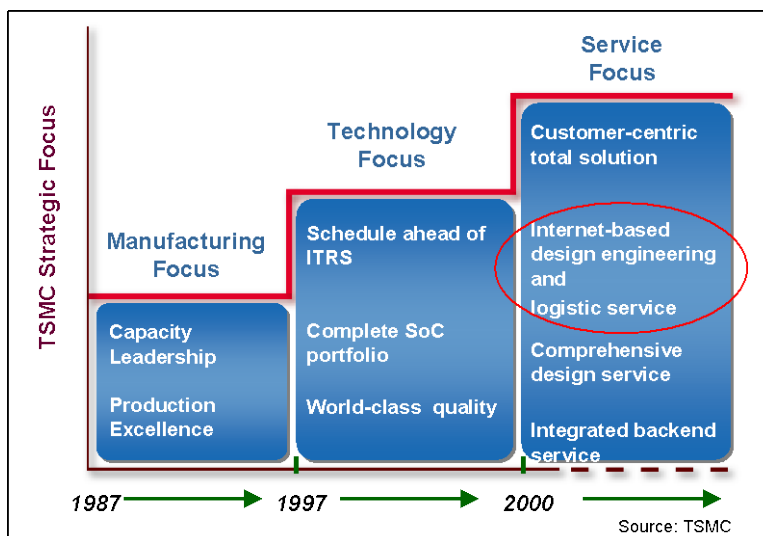 TSMC Strategic Focus
Manufacturing
Focus
Capacity
Leadership
Production
Excellence
Technology
Focus
Schedule ahead of
ITRS
Complete SoC
portfolio
World-class quality
Service
Focus
Customer-centric
total solution
Internet-based
design engineering
and
logistic service
Comprehensive
design service
Integrated backend
service
1987
1997
2000
Source: TSMC